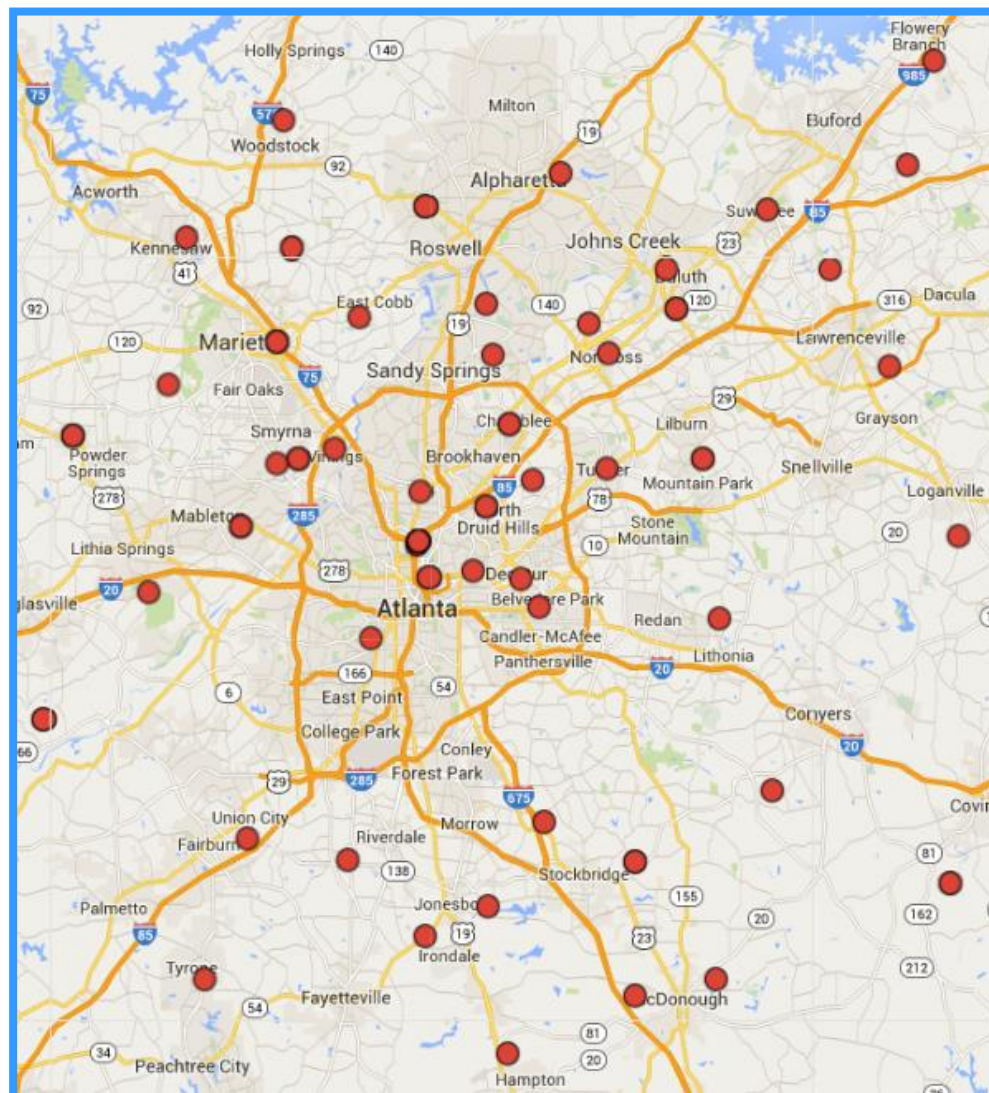 Flowery
Branch
Holly Springs
140
985
75
575
Milton
Buford
19
Woodstock
92
Alpharetta
Acworth
85
Roswell
Johns Creek
23
Kennesaw
41
Duluth
East Cobb
140
120
316
Dacula
92
19
Lawrenceville
120
Marietta
Norcross
Sandy Springs
75
Fair Oaks
29
Grayson
Chamblee
Smyrna
Lilburn
Vinings
Brookhaven
Powder
Springs
Tucker
Snellville
85
Mountain Park
278
78
Loganville
Mableton
285
North
Druid Hills
Stone
Mountain
20
Lithia Springs
10
278
Decatur
20
Belvedere Park
glasville
Atlanta
Redan
Candler-McAfee
Panthersville
Lithonia
166
20
6
54
East Point
Conyers
College Park
66
20
Conley
29
285
Forest Park
675
Covin
Union City
Morrow
Riverdale
Fairburn
81
138
Stockbridge
155
Jonesboro
Palmetto
20
162
85
19
23
Irondale
212
Tyrone
Fayetteville
McDonough
54
81
34
20
Peachtree City
Hampton